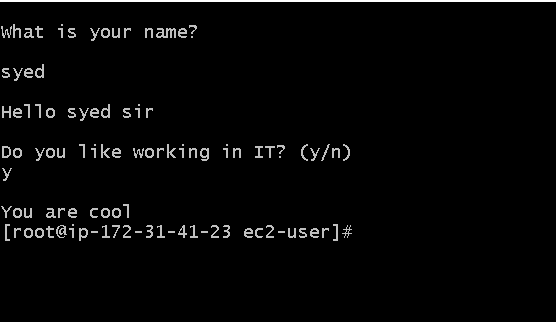 What is your name?
syed
Hello syed sir
Do you like working in IT? (y/n)
y
You are cool
[root@ip-172-31-41-23 ec2-user]#